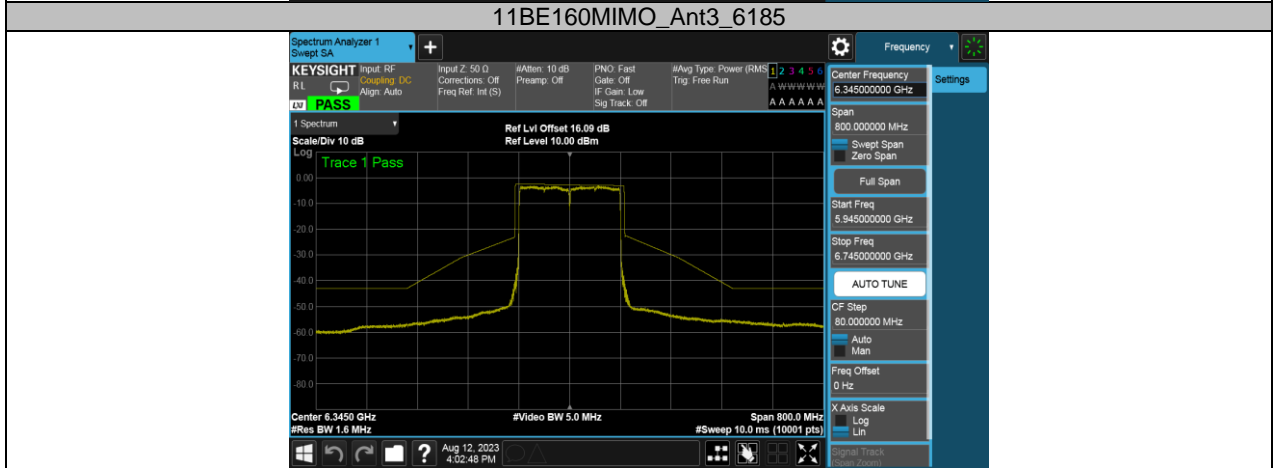 11BE160MIMO_Ant3_6185
Spectrum Analyzer 1
Swept SA
+
Frequency
KEYSIGHT
RL
LXI
PASS
Input: RF
Coupling: DC
Align: Auto
Input Z: 50 Ω
Corrections: Off
Freq Ref: Int (S)
#Atten: 10 dB
Preamp: Off
PNO: Fast
Gate: Off
IF Gain: Low
Sig Track: Off
#Avg Type: Power (RMS
Trig: Free Run
1 2 3 4 5 6
A W W W W W
A A A A A A
Center Frequency
6.345000000 GHz
Settings
Span
800.000000 MHz
Swept Span
Zero Span
Full Span
Start Freq
5.945000000 GHz
Stop Freq
6.745000000 GHz
AUTO TUNE
CF Step
80.000000 MHz
Auto
Man
Freq Offset
0 Hz
X Axis Scale
Log
Lin
Signal Track
(Span Zoom)
1 Spectrum
Scale/Div 10 dB
Ref Lvl Offset 16.09 dB
Ref Level 10.00 dBm
Log
Trace 1 Pass
0.00
-10.0
-20.0
-30.0
-40.0
-50.0
-60.0
-70.0
-80.0
Center 6.3450 GHz
#Res BW 1.6 MHz
#Video BW 5.0 MHz
Span 800.0 MHz
#Sweep 10.0 ms (10001 pts)
?
Aug 12, 2023
4:02:48 PM